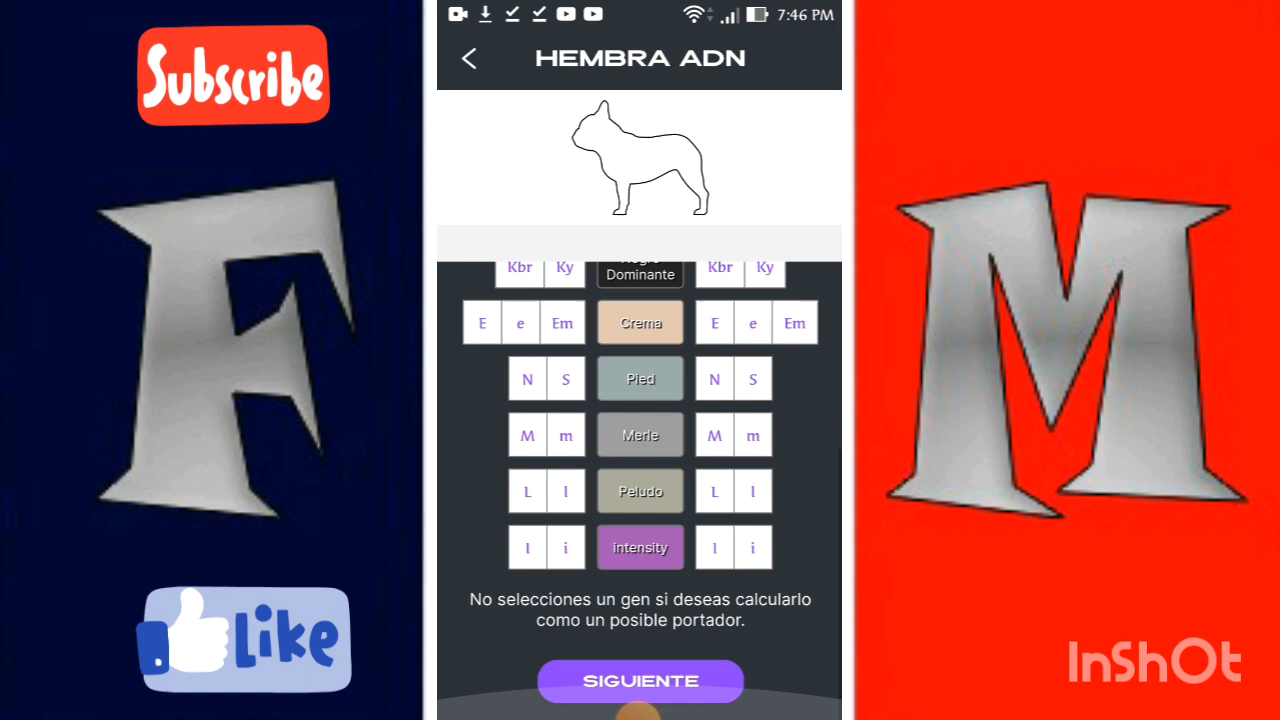 Subscribe
F
Like
7:46 PM
HEMBRA ADN
Kbr Ky Negro Dominante Kbr Ky
E e Em Crema E e Em
N S Pied N S
M m Merle M m
L l Peludo L l
I i intensity I i
No selecciones un gen si deseas calcularlo
como un posible portador.
SIGUIENTE
M
InShOt